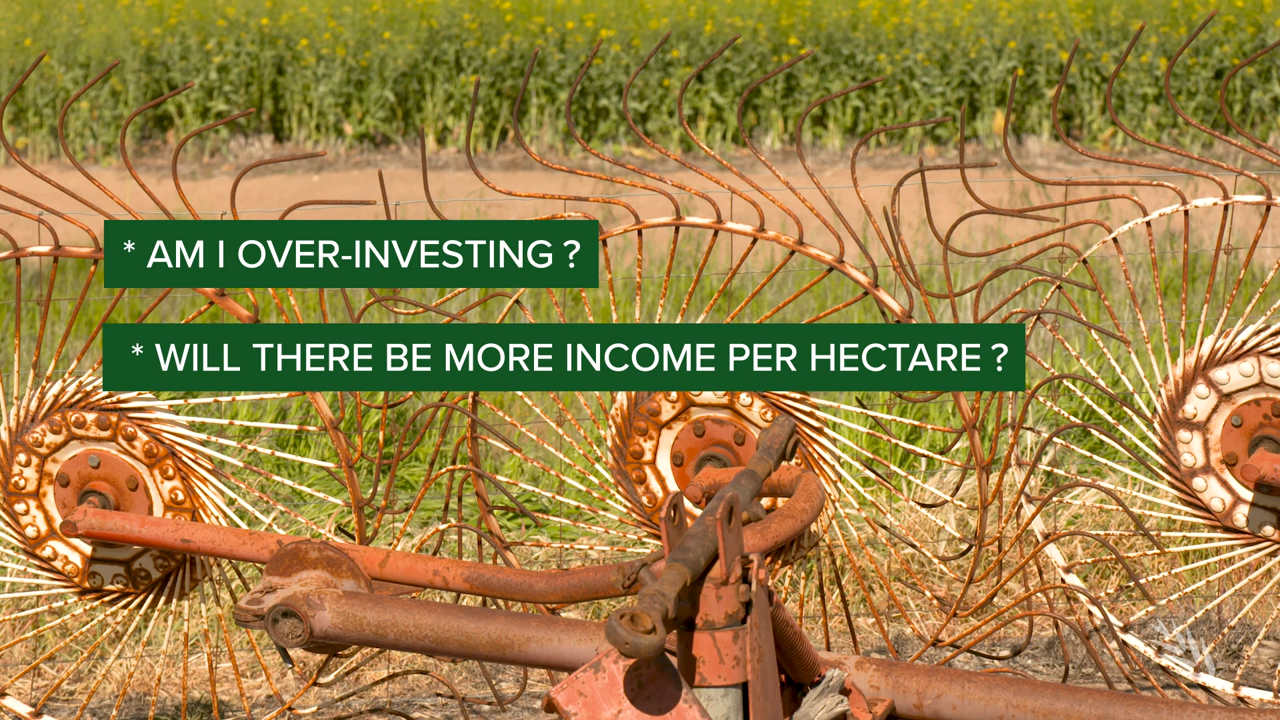 * AM I OVER-INVESTING ?
* WILL THERE BE MORE INCOME PER HECTARE ?